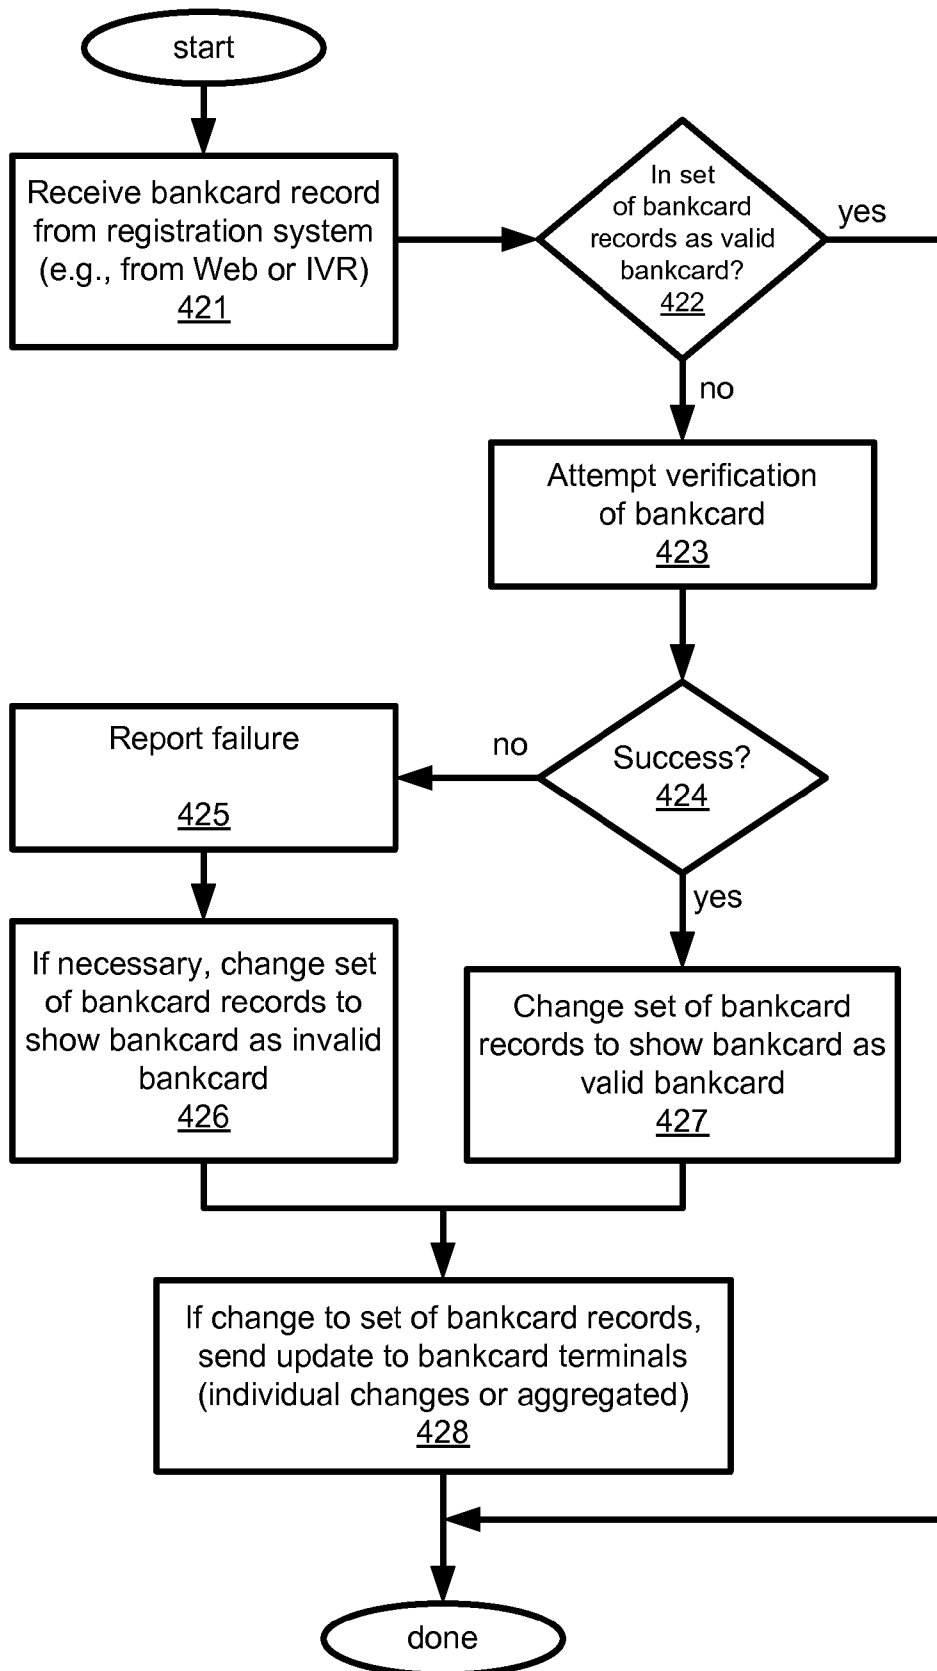 start
Receive bankcard record
from registration system
(e.g., from Web or IVR)
421
In set
of bankcard
records as valid
bankcard?
422
yes
no
Attempt verification
of bankcard
423
Success?
424
no
Report failure
425
yes
If necessary, change set
of bankcard records to
show bankcard as invalid
bankcard
426
Change set of bankcard
records to show bankcard as
valid bankcard
427
If change to set of bankcard records,
send update to bankcard terminals
(individual changes or aggregated)
428
done